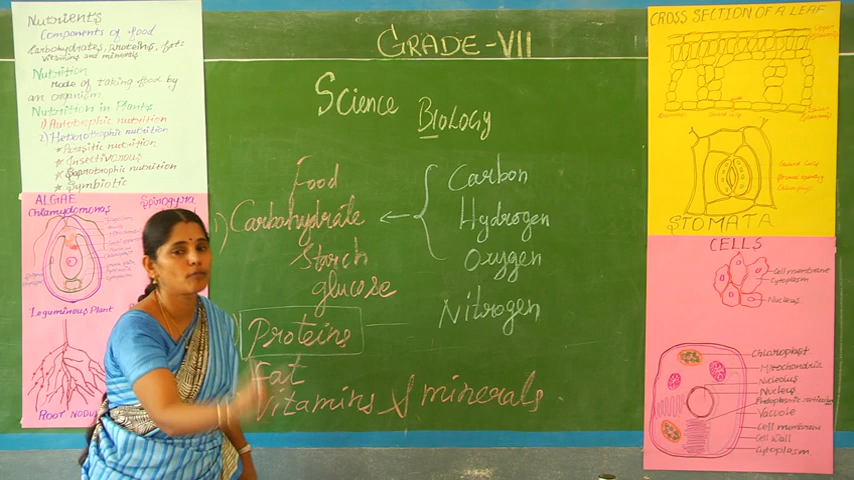 Nutrients
Components of food
Carbohydrates, proteins, fat:
vitamins and minerals
Nutrition
Mode of taking food by
an organism
Nutrition in Plants
1) Autotrophic nutrition
2) Heterotrophic nutrition
* Parasitic nutrition
* Insectivorous
* Saprotrophic nutrition
* Symbiotic
ALGAE
Chlamydomonas
Spirogyra
Leguminous Plant
ROOT NODU
GRADE-VII
Science
Biology
Food
1) Carbohydrate
Starch
glucose
Proteins
Fat
Vitamins & minerals
Carbon
Hydrogen
Oxygen
Nitrogen
CROSS SECTION OF A LEAF
Guard Cells
STOMATA
CELLS
Cell membrane
Cytoplasm
Nucleus
Chloroplast
Mitochondria
Nucleolus
Nucleus
Endoplasmic reticulum
Vacuole
Cell membrane
Cell Wall
Cytoplasm